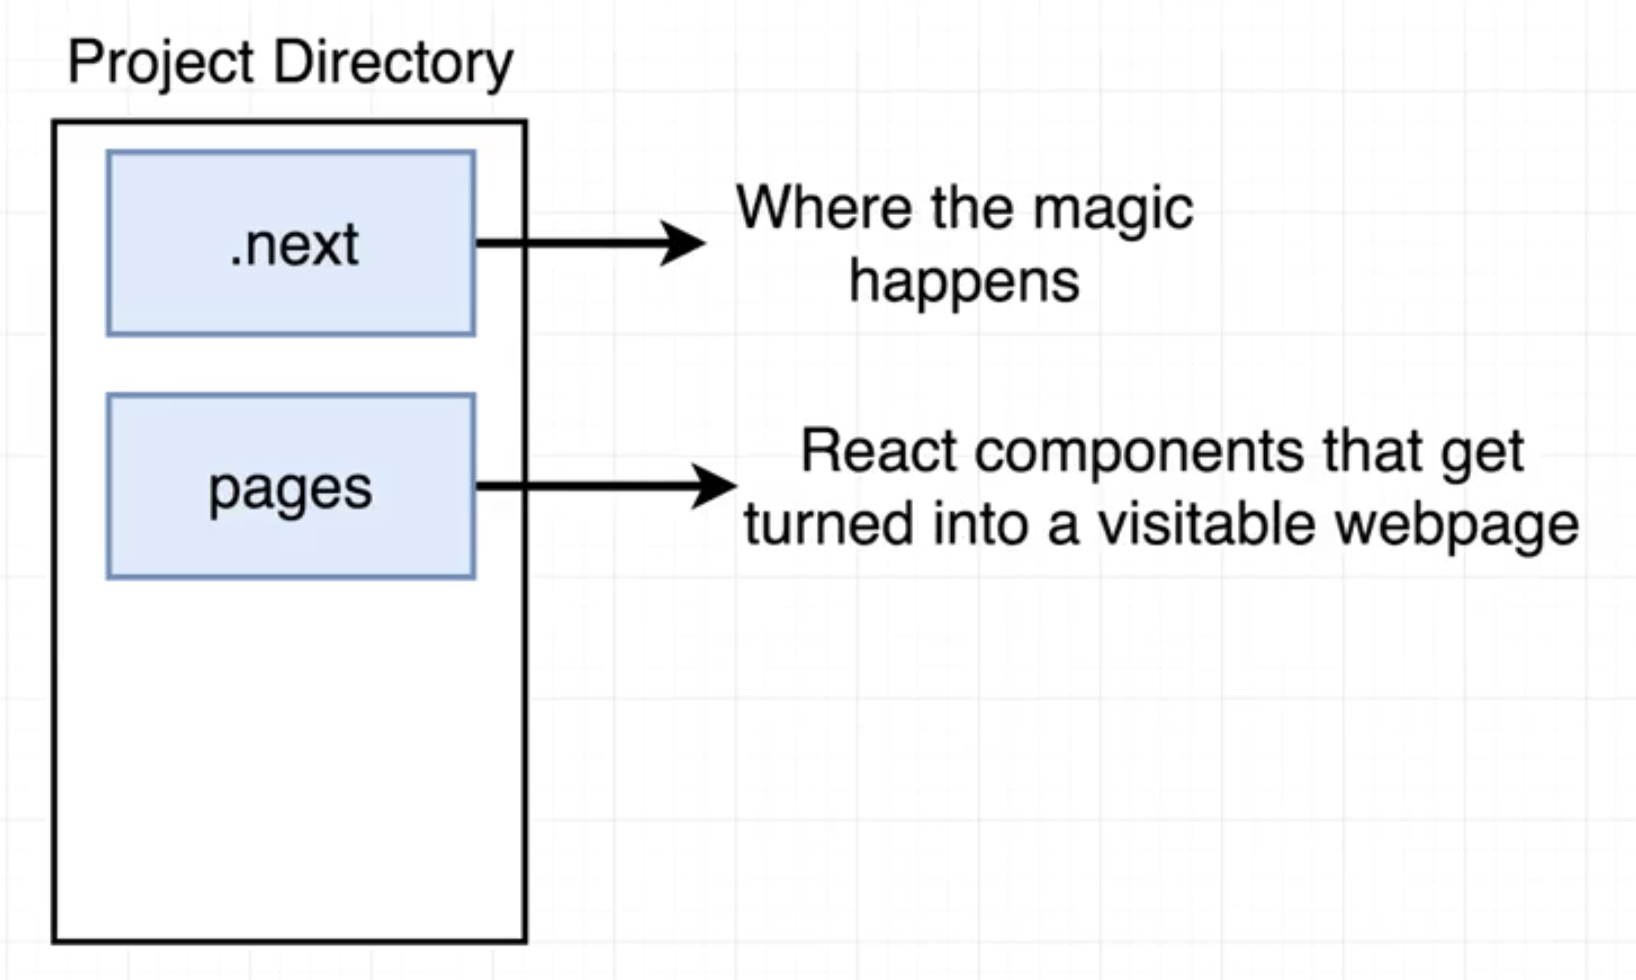 Project Directory
.next
Where the magic
happens
pages
React components that get
turned into a visitable webpage